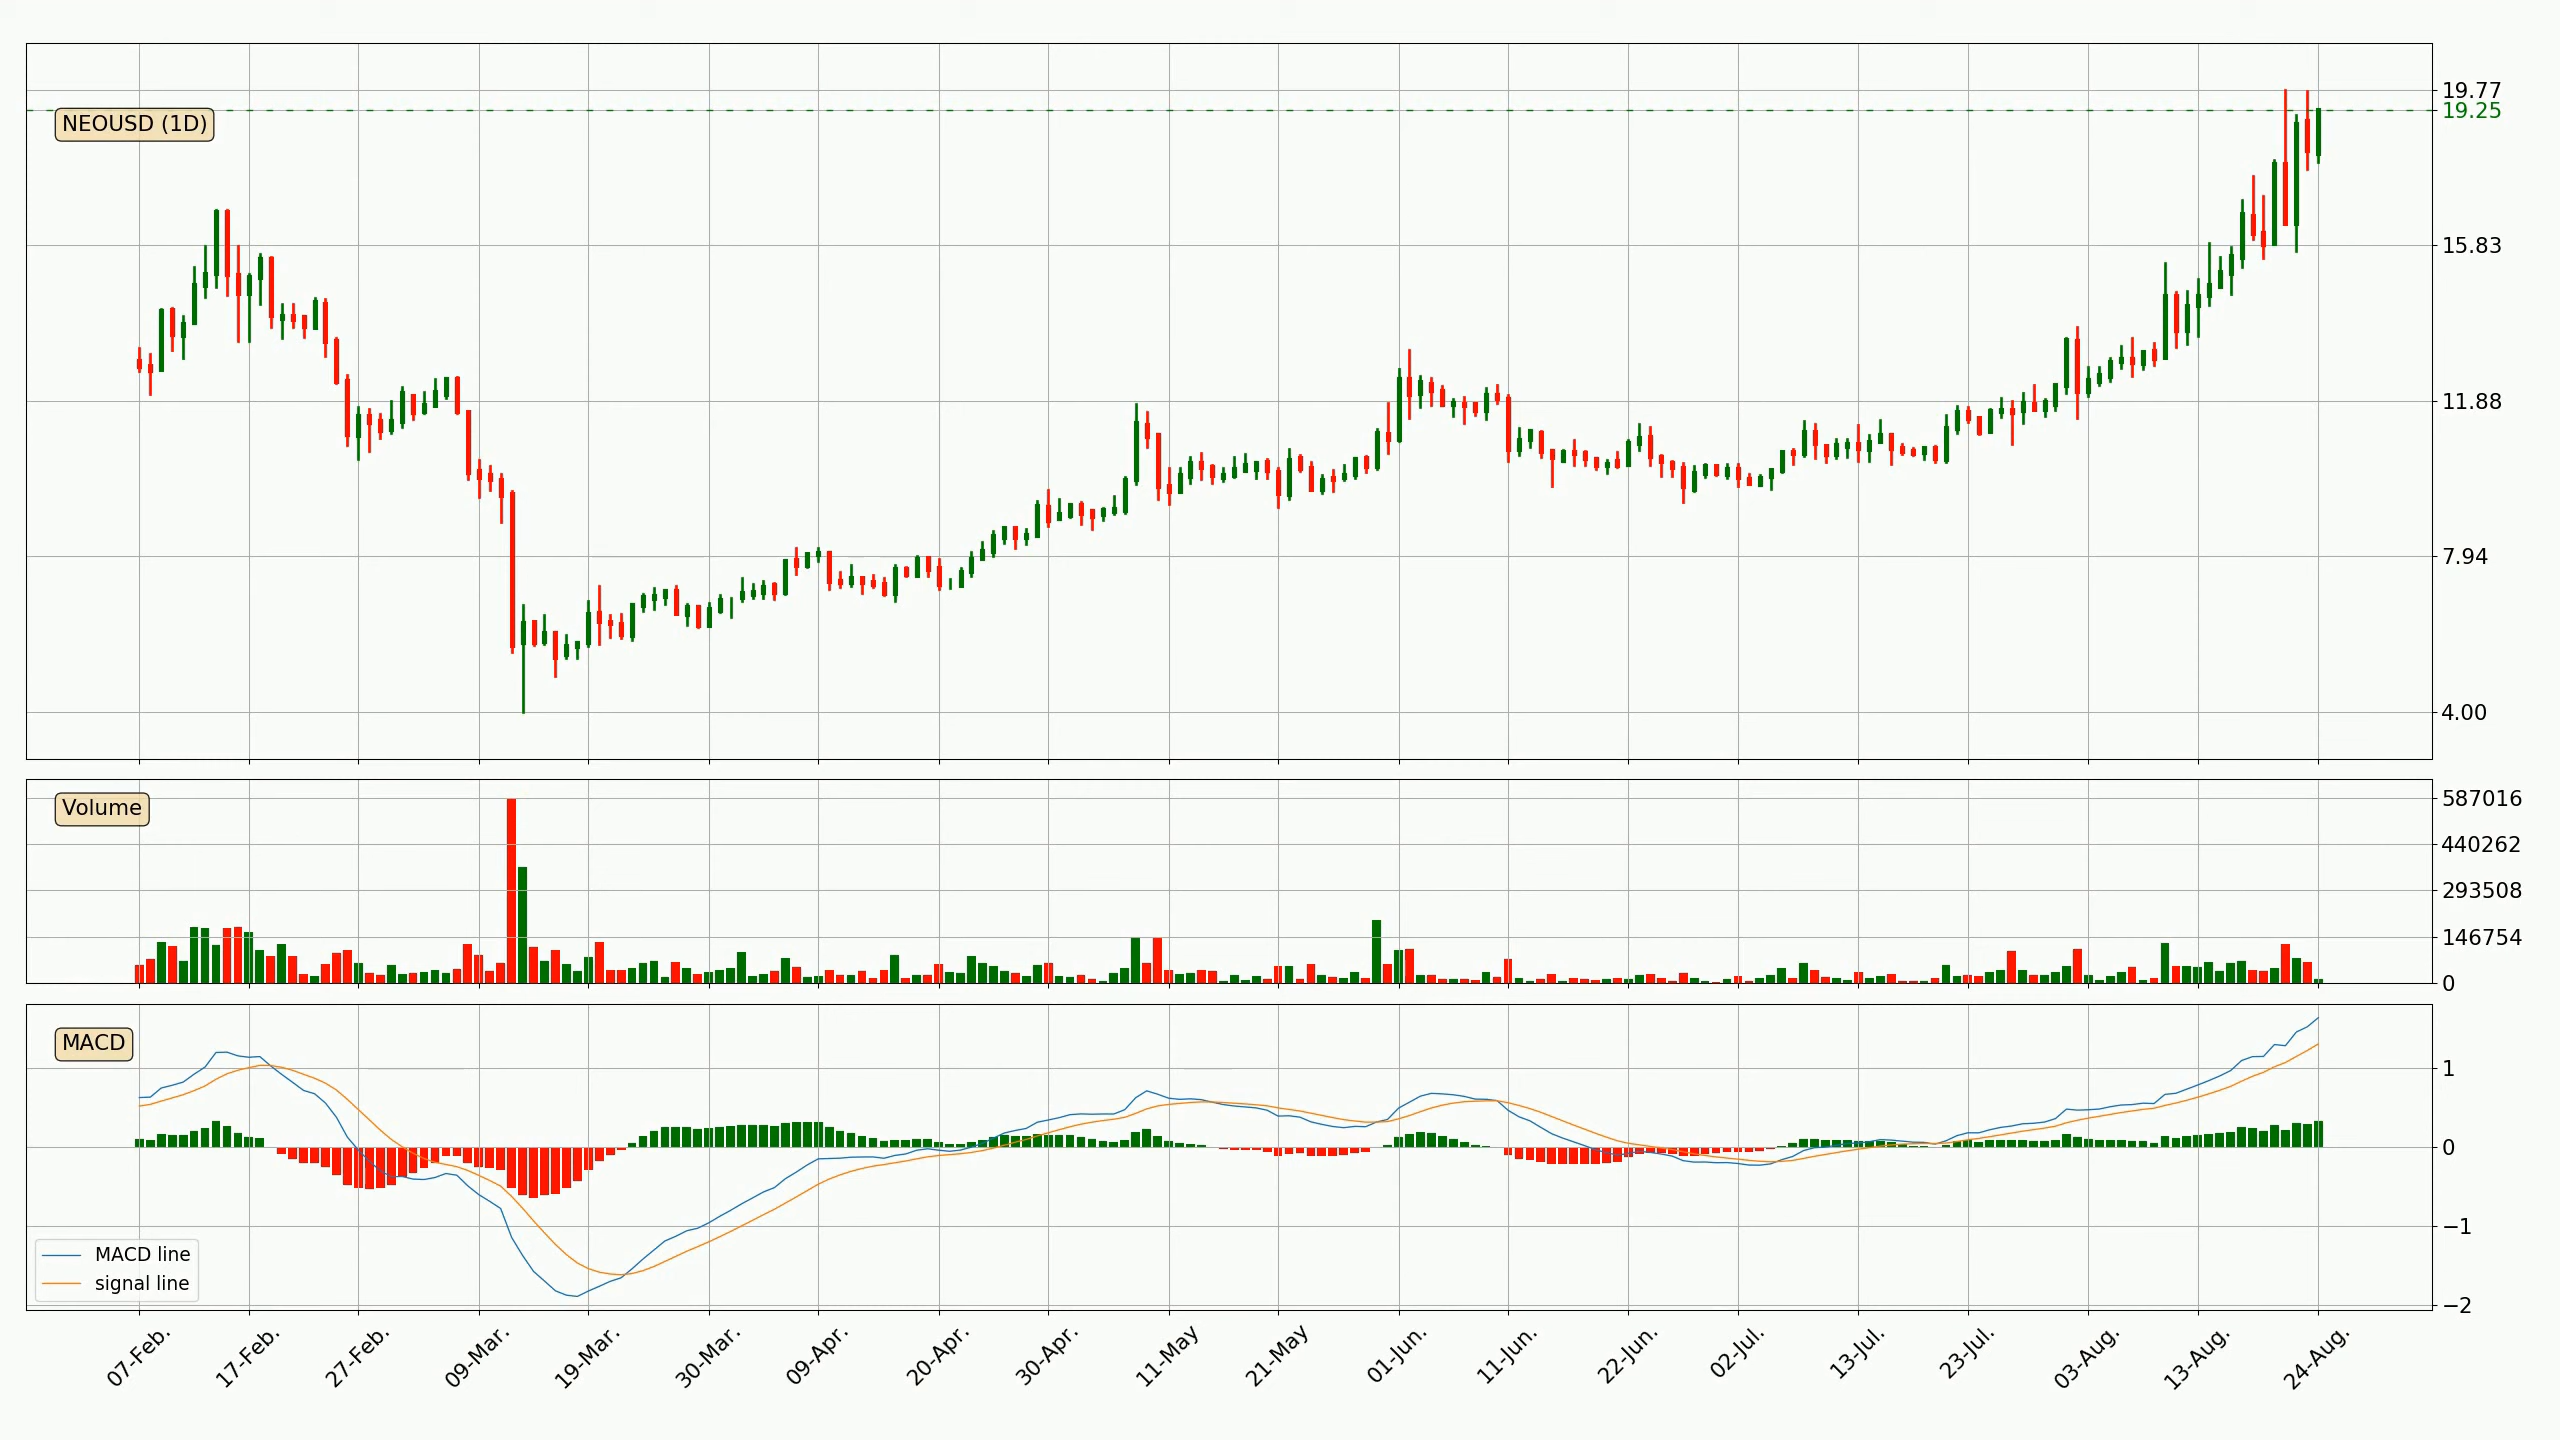 NEOUSD (1D)
19.77
19.25
15.83
11.88
7.94
4.00
Volume
587016
440262
293508
146754
0
MACD
1
0
−1
−2
MACD line
signal line
07-Feb.
17-Feb.
27-Feb.
09-Mar.
19-Mar.
30-Mar.
09-Apr.
20-Apr.
30-Apr.
11-May
21-May
01-Jun.
11-Jun.
22-Jun.
02-Jul.
13-Jul.
23-Jul.
03-Aug.
13-Aug.
24-Aug.